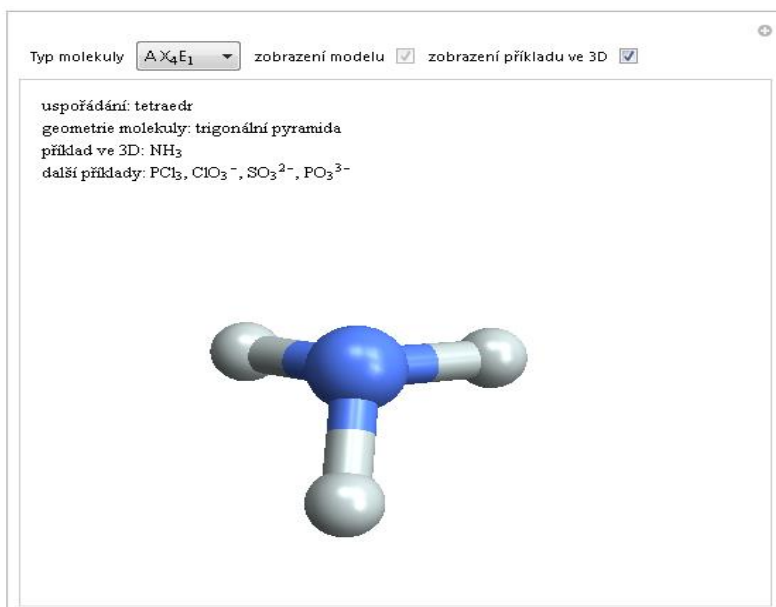 Typ molekuly A X₄E₁ zobrazení modelu zobrazení příkladu ve 3D
uspořádání: tetraedr
geometrie molekuly: trigonální pyramida
příklad ve 3D: NH₃
další příklady: PCl₃, ClO₃⁻, SO₃²⁻, PO₃³⁻